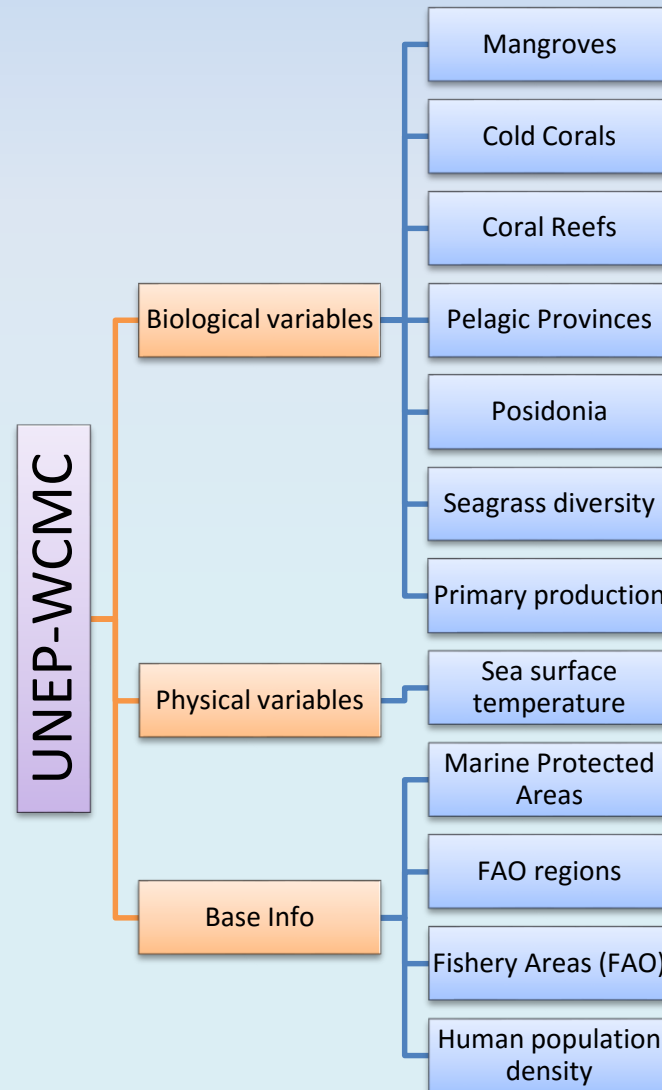 UNEP-WCMC
Biological variables
Mangroves
Cold Corals
Coral Reefs
Pelagic Provinces
Posidonia
Seagrass diversity
Primary production
Physical variables
Sea surface
temperature
Base Info
Marine Protected
Areas
FAO regions
Fishery Areas (FAO)
Human population
density